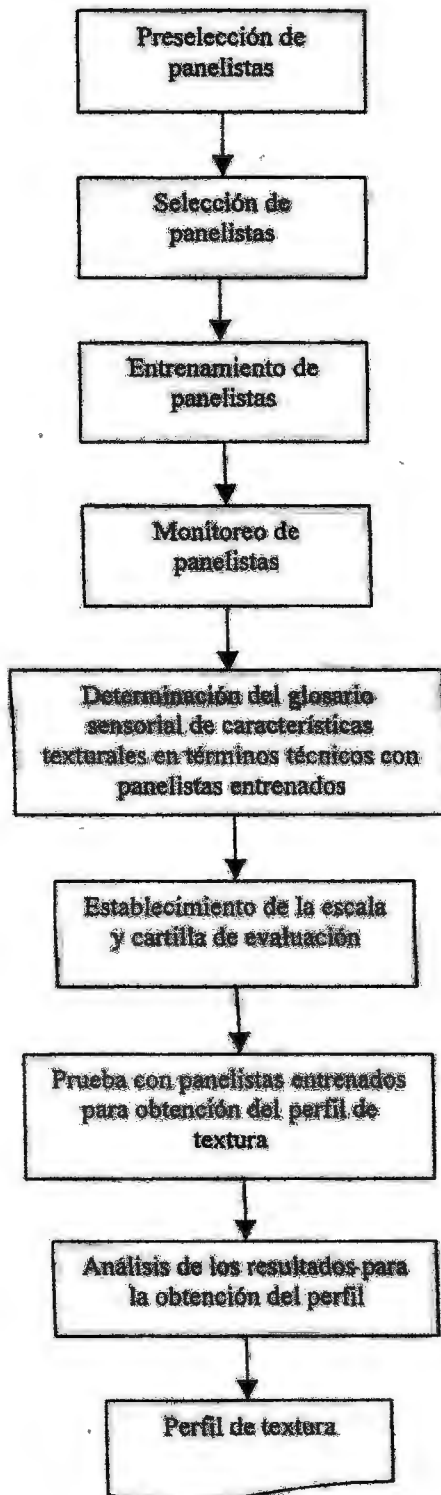 Preselección de
panelistas
Selección de
panelistas
Entrenamiento de
panelistas
Monitoreo de
panelistas
Determinación del glosario
sensorial de características
texturales en términos técnicos con
panelistas entrenados
Establecimiento de la escala
y cartilla de evaluación
Prueba con panelistas entrenados
para obtención del perfil de
textura
Análisis de los resultados para
la obtención del perfil
Perfil de textura